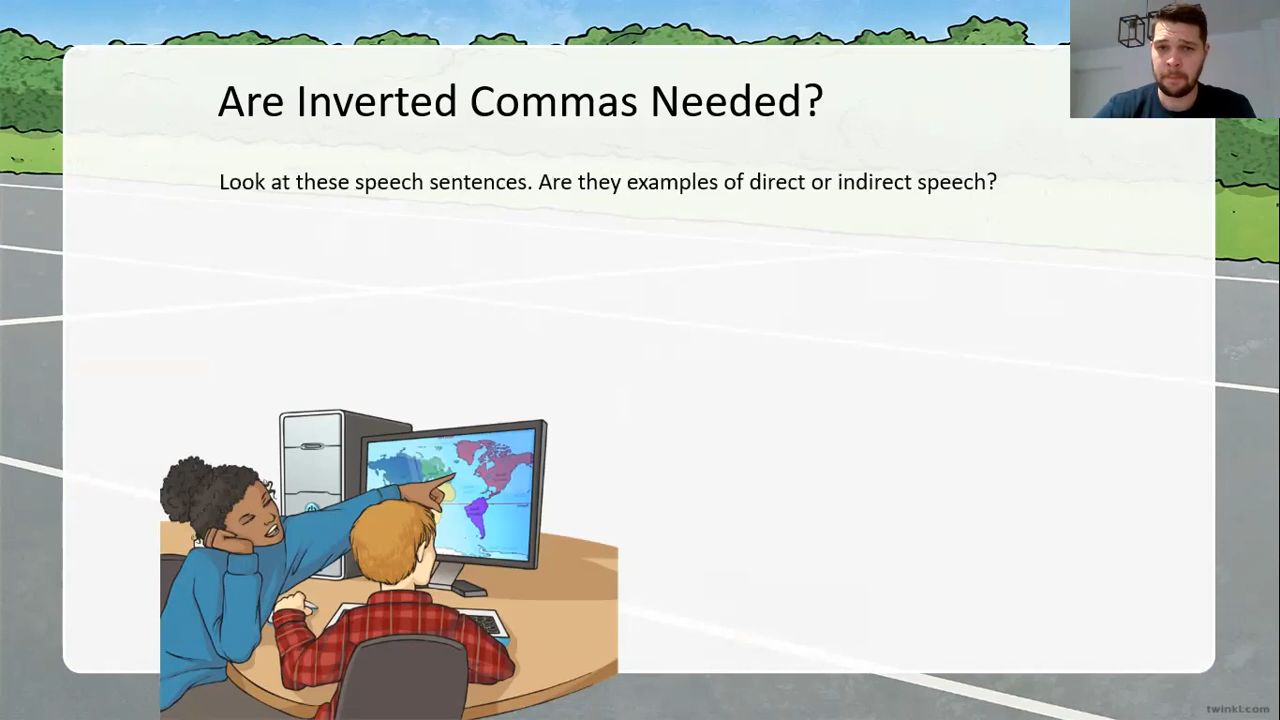 Are Inverted Commas Needed?
Look at these speech sentences. Are they examples of direct or indirect speech?
twinkl.com